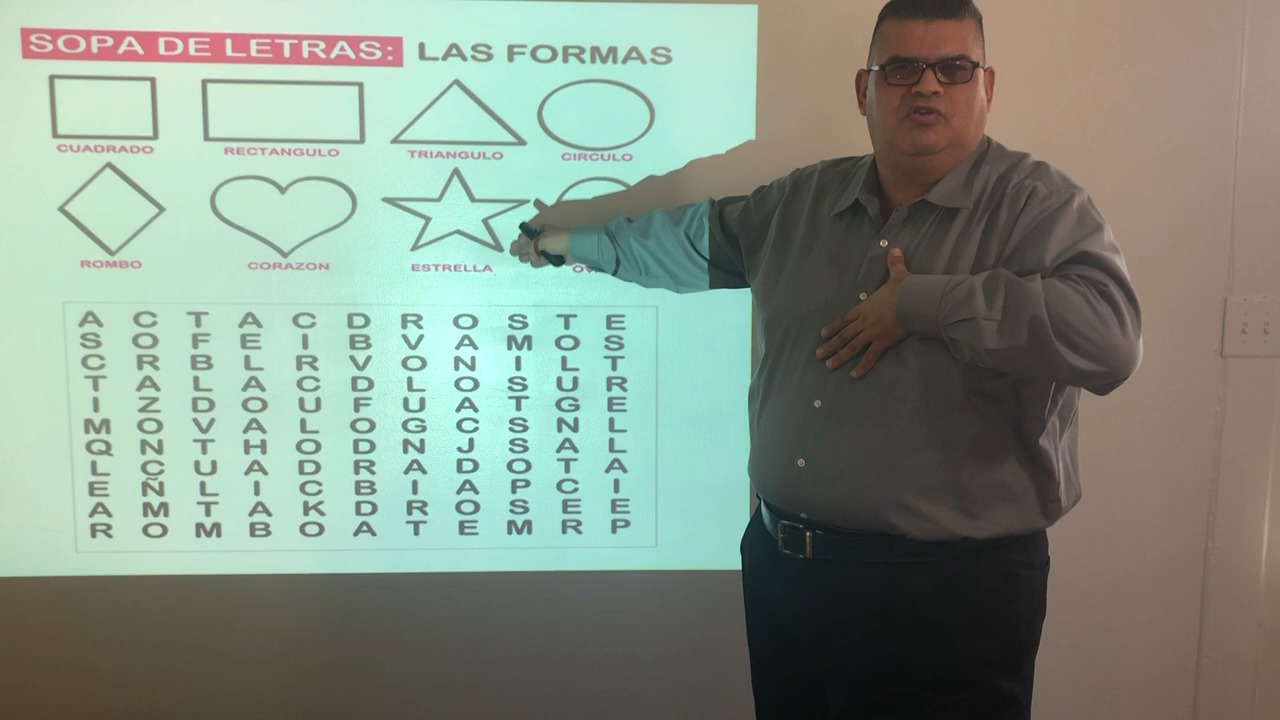 SOPA DE LETRAS: LAS FORMAS
CUADRADO RECTANGULO TRIANGULO CIRCULO
ROMBO CORAZON ESTRELLA
A C T A C D R O S T E
S O F E I B V A M O S
C R B L R V O N I L T
T A L A C D L O S U R
I Z D O U F U A T G E
M O V A L O G C S N L
Q N T H O D N J S A L
L Ç U A D R A D O T A
E Ñ L I C B I A P C I
A M T A K D R O S E E
R O M B O A T E M R P